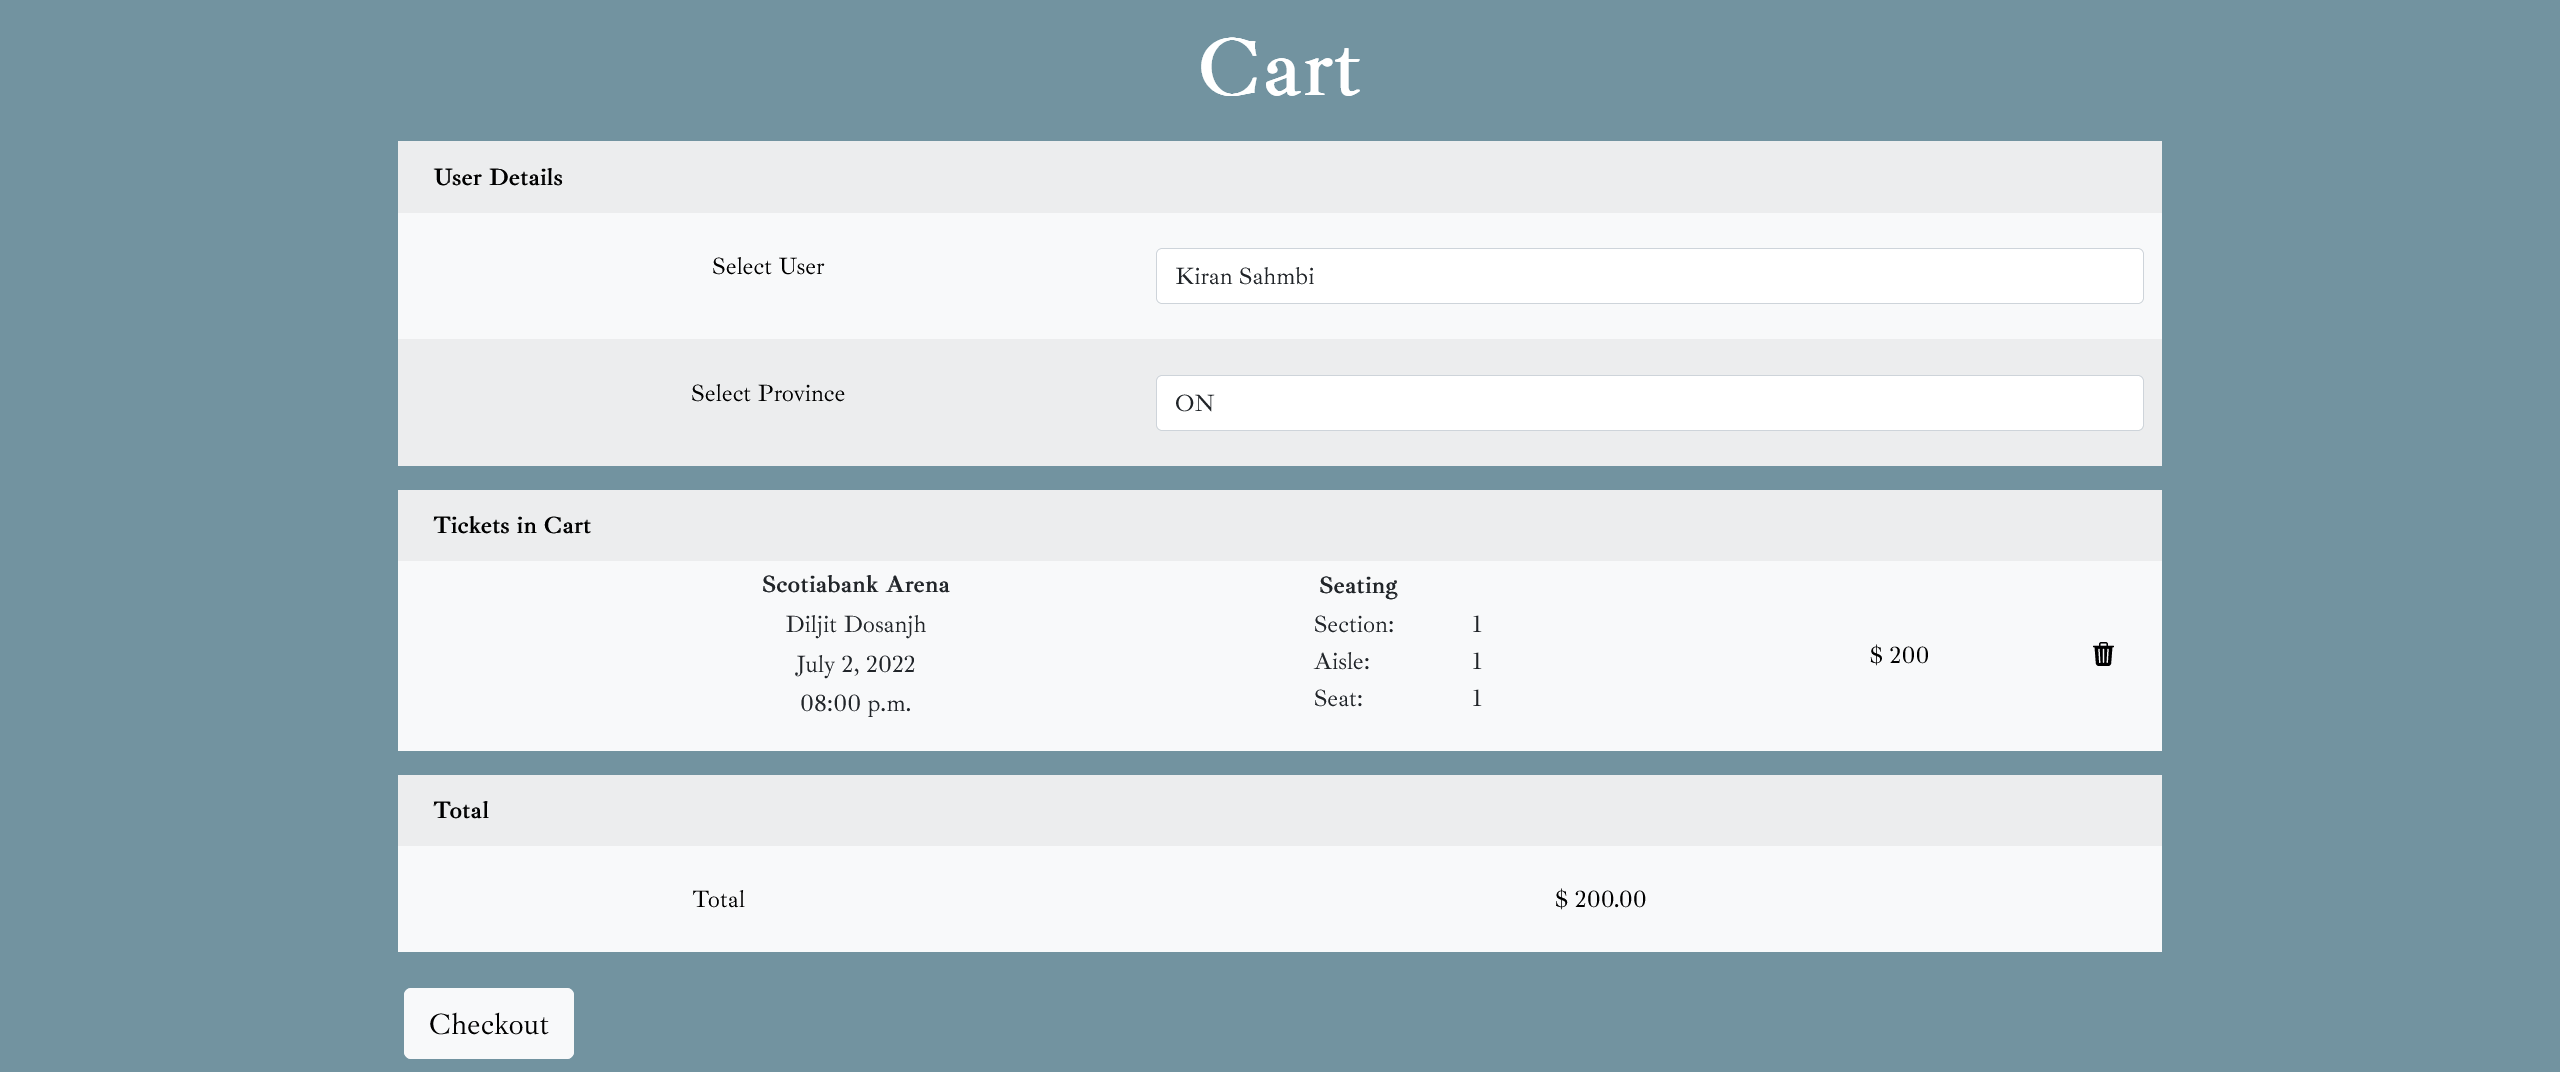 Cart
User Details
Select User
Kiran Sahmbi
Select Province
ON
Tickets in Cart
Scotiabank Arena
Diljit Dosanjh
July 2, 2022
08:00 p.m.
Seating
Section: 1
Aisle: 1
Seat: 1
$ 200
Total
Total $ 200.00
Checkout